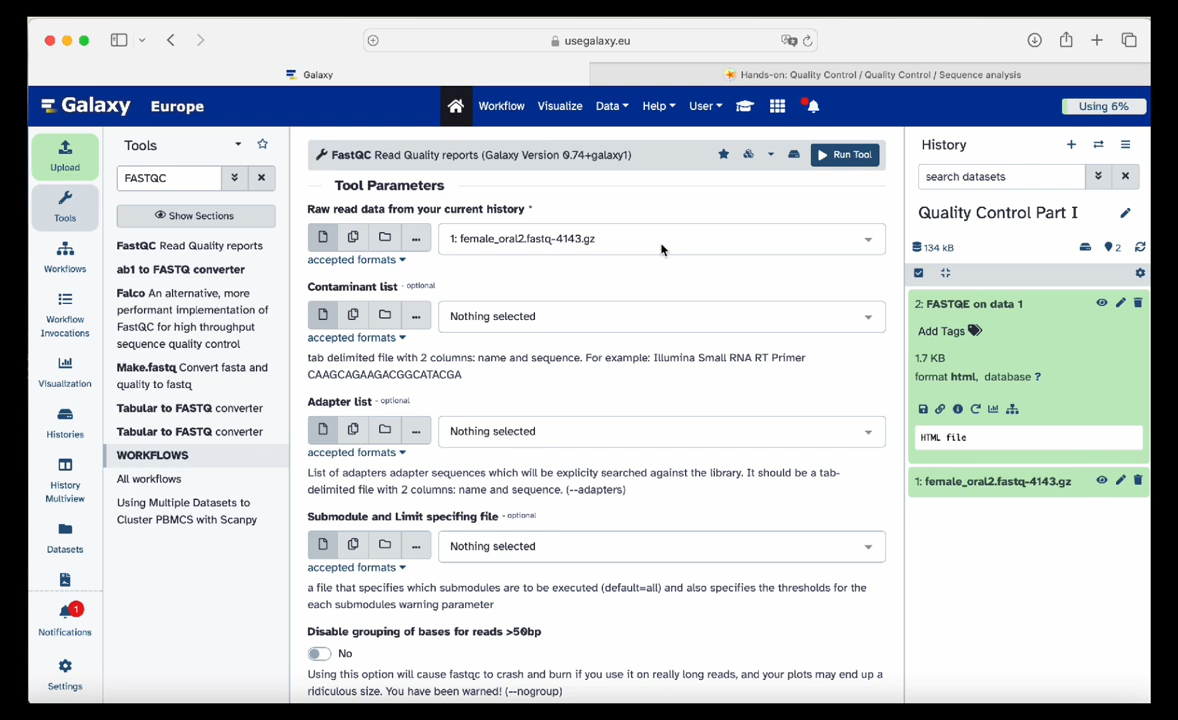 usegalaxy.eu
Galaxy
Hands-on: Quality Control / Quality Control / Sequence analysis
Galaxy Europe
Workflow Visualize Data Help User
Using 6%
Upload
Tools
Workflows
Workflow
Invocations
Visualization
Histories
History
Multiview
Datasets
1
Notifications
Settings
Tools
FASTQC
Show Sections
FastQC Read Quality reports
ab1 to FASTQ converter
Falco An alternative, more
performant implementation of
FastQC for high throughput
sequence quality control
Make.fastq Convert fasta and
quality to fastq
Tabular to FASTQ converter
Tabular to FASTQ converter
WORKFLOWS
All workflows
Using Multiple Datasets to
Cluster PBMCS with Scanpy
FastQC Read Quality reports (Galaxy Version 0.74+galaxy1)
Run Tool
Tool Parameters
Raw read data from your current history *
... 1: female_oral2.fastq-4143.gz
accepted formats
Contaminant list - optional
... Nothing selected
accepted formats
tab delimited file with 2 columns: name and sequence. For example: Illumina Small RNA RT Primer
CAAGCAGAAGACGGCATACGA
Adapter list - optional
... Nothing selected
accepted formats
List of adapters adapter sequences which will be explicity searched against the library. It should be a tab-
delimited file with 2 columns: name and sequence. (--adapters)
Submodule and Limit specifing file - optional
... Nothing selected
accepted formats
a file that specifies which submodules are to be executed (default=all) and also specifies the thresholds for the
each submodules warning parameter
Disable grouping of bases for reads >50bp
No
Using this option will cause fastqc to crash and burn if you use it on really long reads, and your plots may end up a
ridiculous size. You have been warned! (--nogroup)
History
search datasets
Quality Control Part I
134 kB
2
2: FASTQE on data 1
Add Tags
1.7 KB
format html, database ?
HTML file
1: female_oral2.fastq-4143.gz